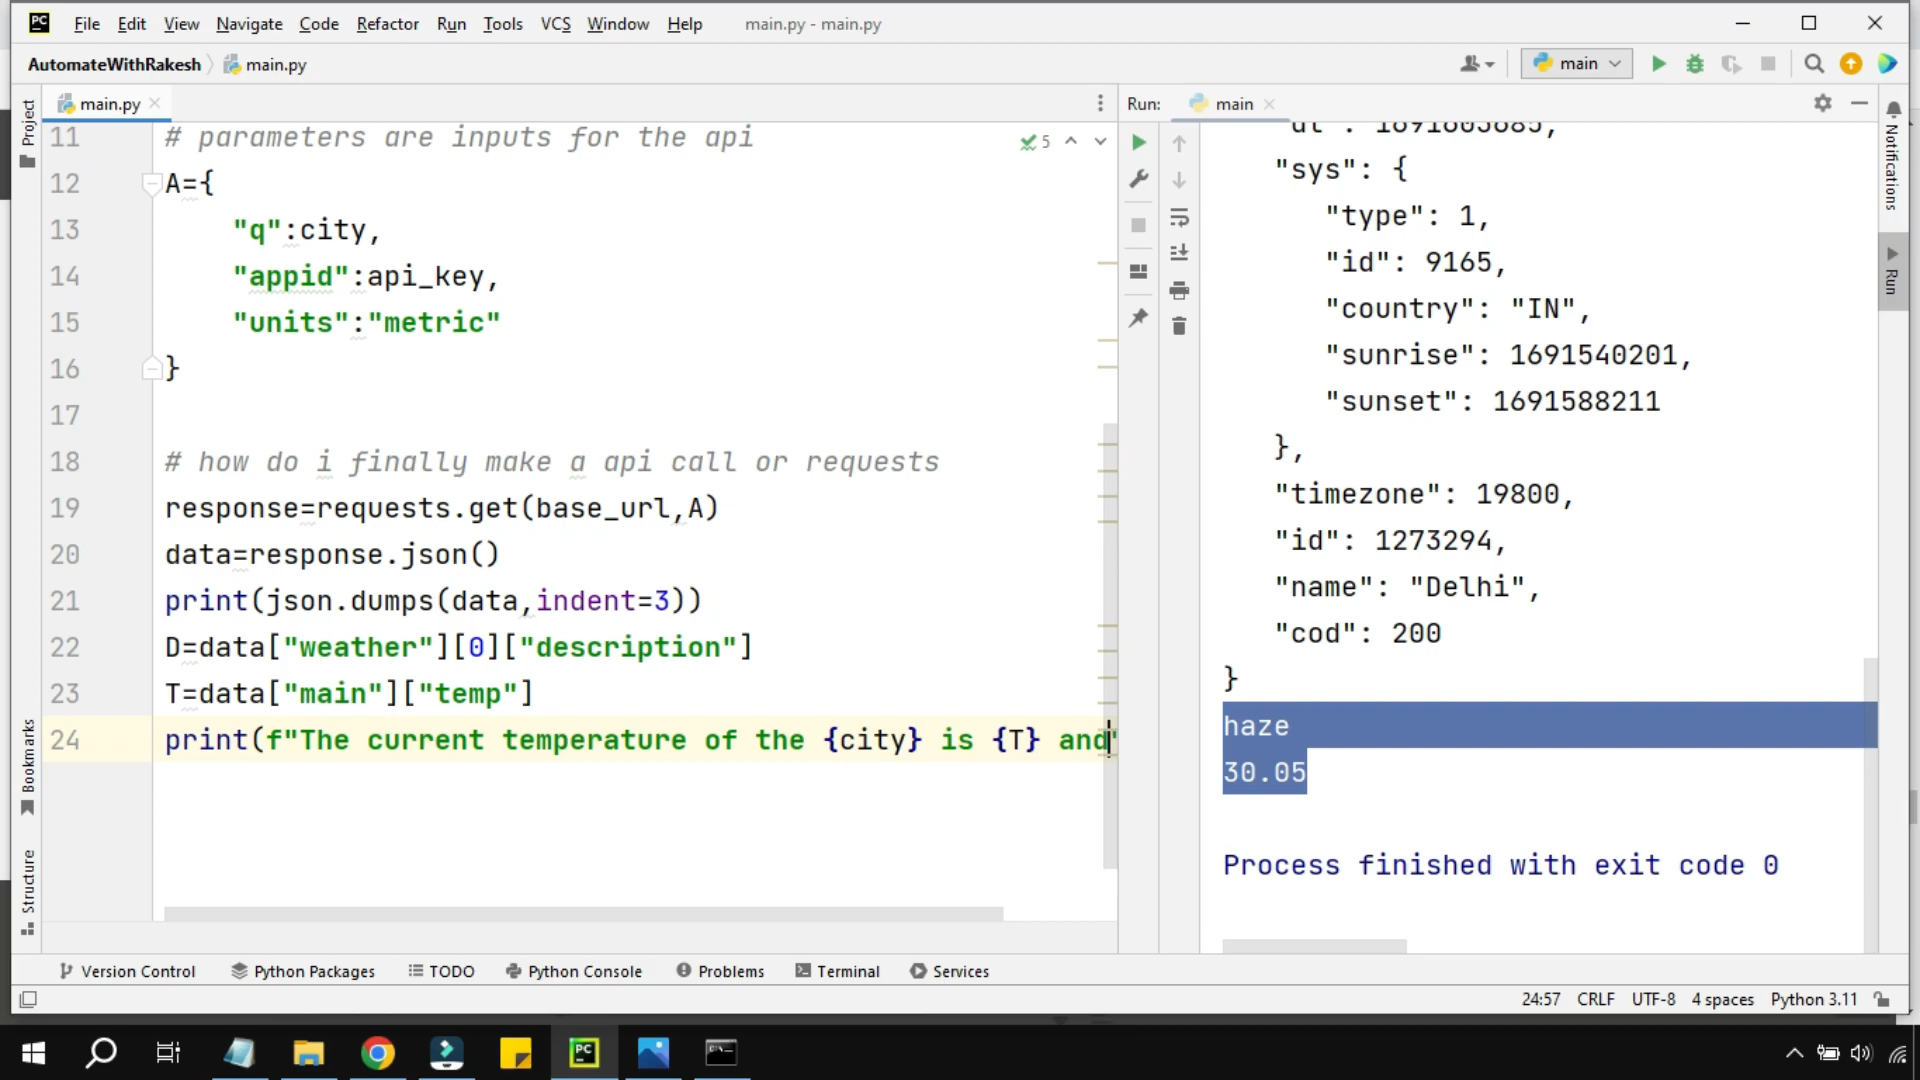 PC File Edit View Navigate Code Refactor Run Tools VCS Window Help main.py - main.py
AutomateWithRakesh main.py main
main.py
Run: main
Project
Bookmarks
Structure
Notifications
Run
5
11 # parameters are inputs for the api
12 A={
13 "q":city,
14 "appid":api_key,
15 "units":"metric"
16 }
17
18 # how do i finally make a api call or requests
19 response=requests.get(base_url,A)
20 data=response.json()
21 print(json.dumps(data,indent=3))
22 D=data["weather"][0]["description"]
23 T=data["main"]["temp"]
24 print(f"The current temperature of the {city} is {T} and"
"sys": {
"type": 1,
"id": 9165,
"country": "IN",
"sunrise": 1691540201,
"sunset": 1691588211
},
"timezone": 19800,
"id": 1273294,
"name": "Delhi",
"cod": 200
}
haze
30.05
Process finished with exit code 0
Version Control Python Packages TODO Python Console Problems Terminal Services
24:57 CRLF UTF-8 4 spaces Python 3.11
PC